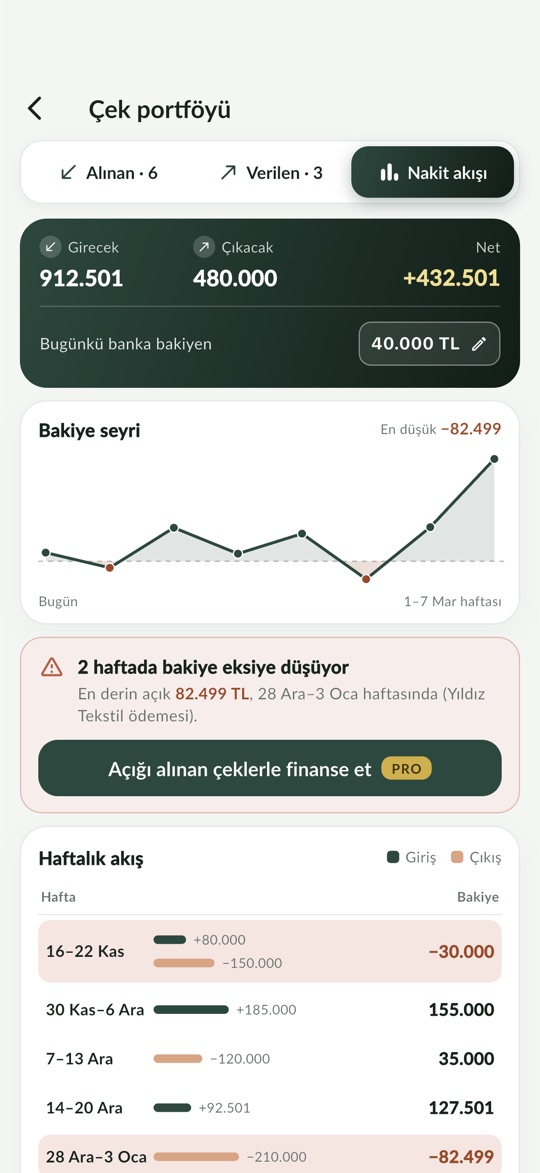 Çek portföyü
Alınan · 6
Verilen · 3
Nakit akışı
Girecek
Çıkacak
Net
912.501
480.000
+432.501
Bugünkü banka bakiyen
40.000 TL
Bakiye seyri
En düşük −82.499
Bugün
1–7 Mar haftası
2 haftada bakiye eksiye düşüyor
En derin açık 82.499 TL, 28 Ara–3 Oca haftasında (Yıldız
Tekstil ödemesi).
Açığı alınan çeklerle finanse et PRO
Haftalık akış
Giriş
Çıkış
Hafta
Bakiye
16–22 Kas
+80.000
−150.000
−30.000
30 Kas–6 Ara
+185.000
155.000
7–13 Ara
−120.000
35.000
14–20 Ara
+92.501
127.501
28 Ara–3 Oca
−210.000
−82.499